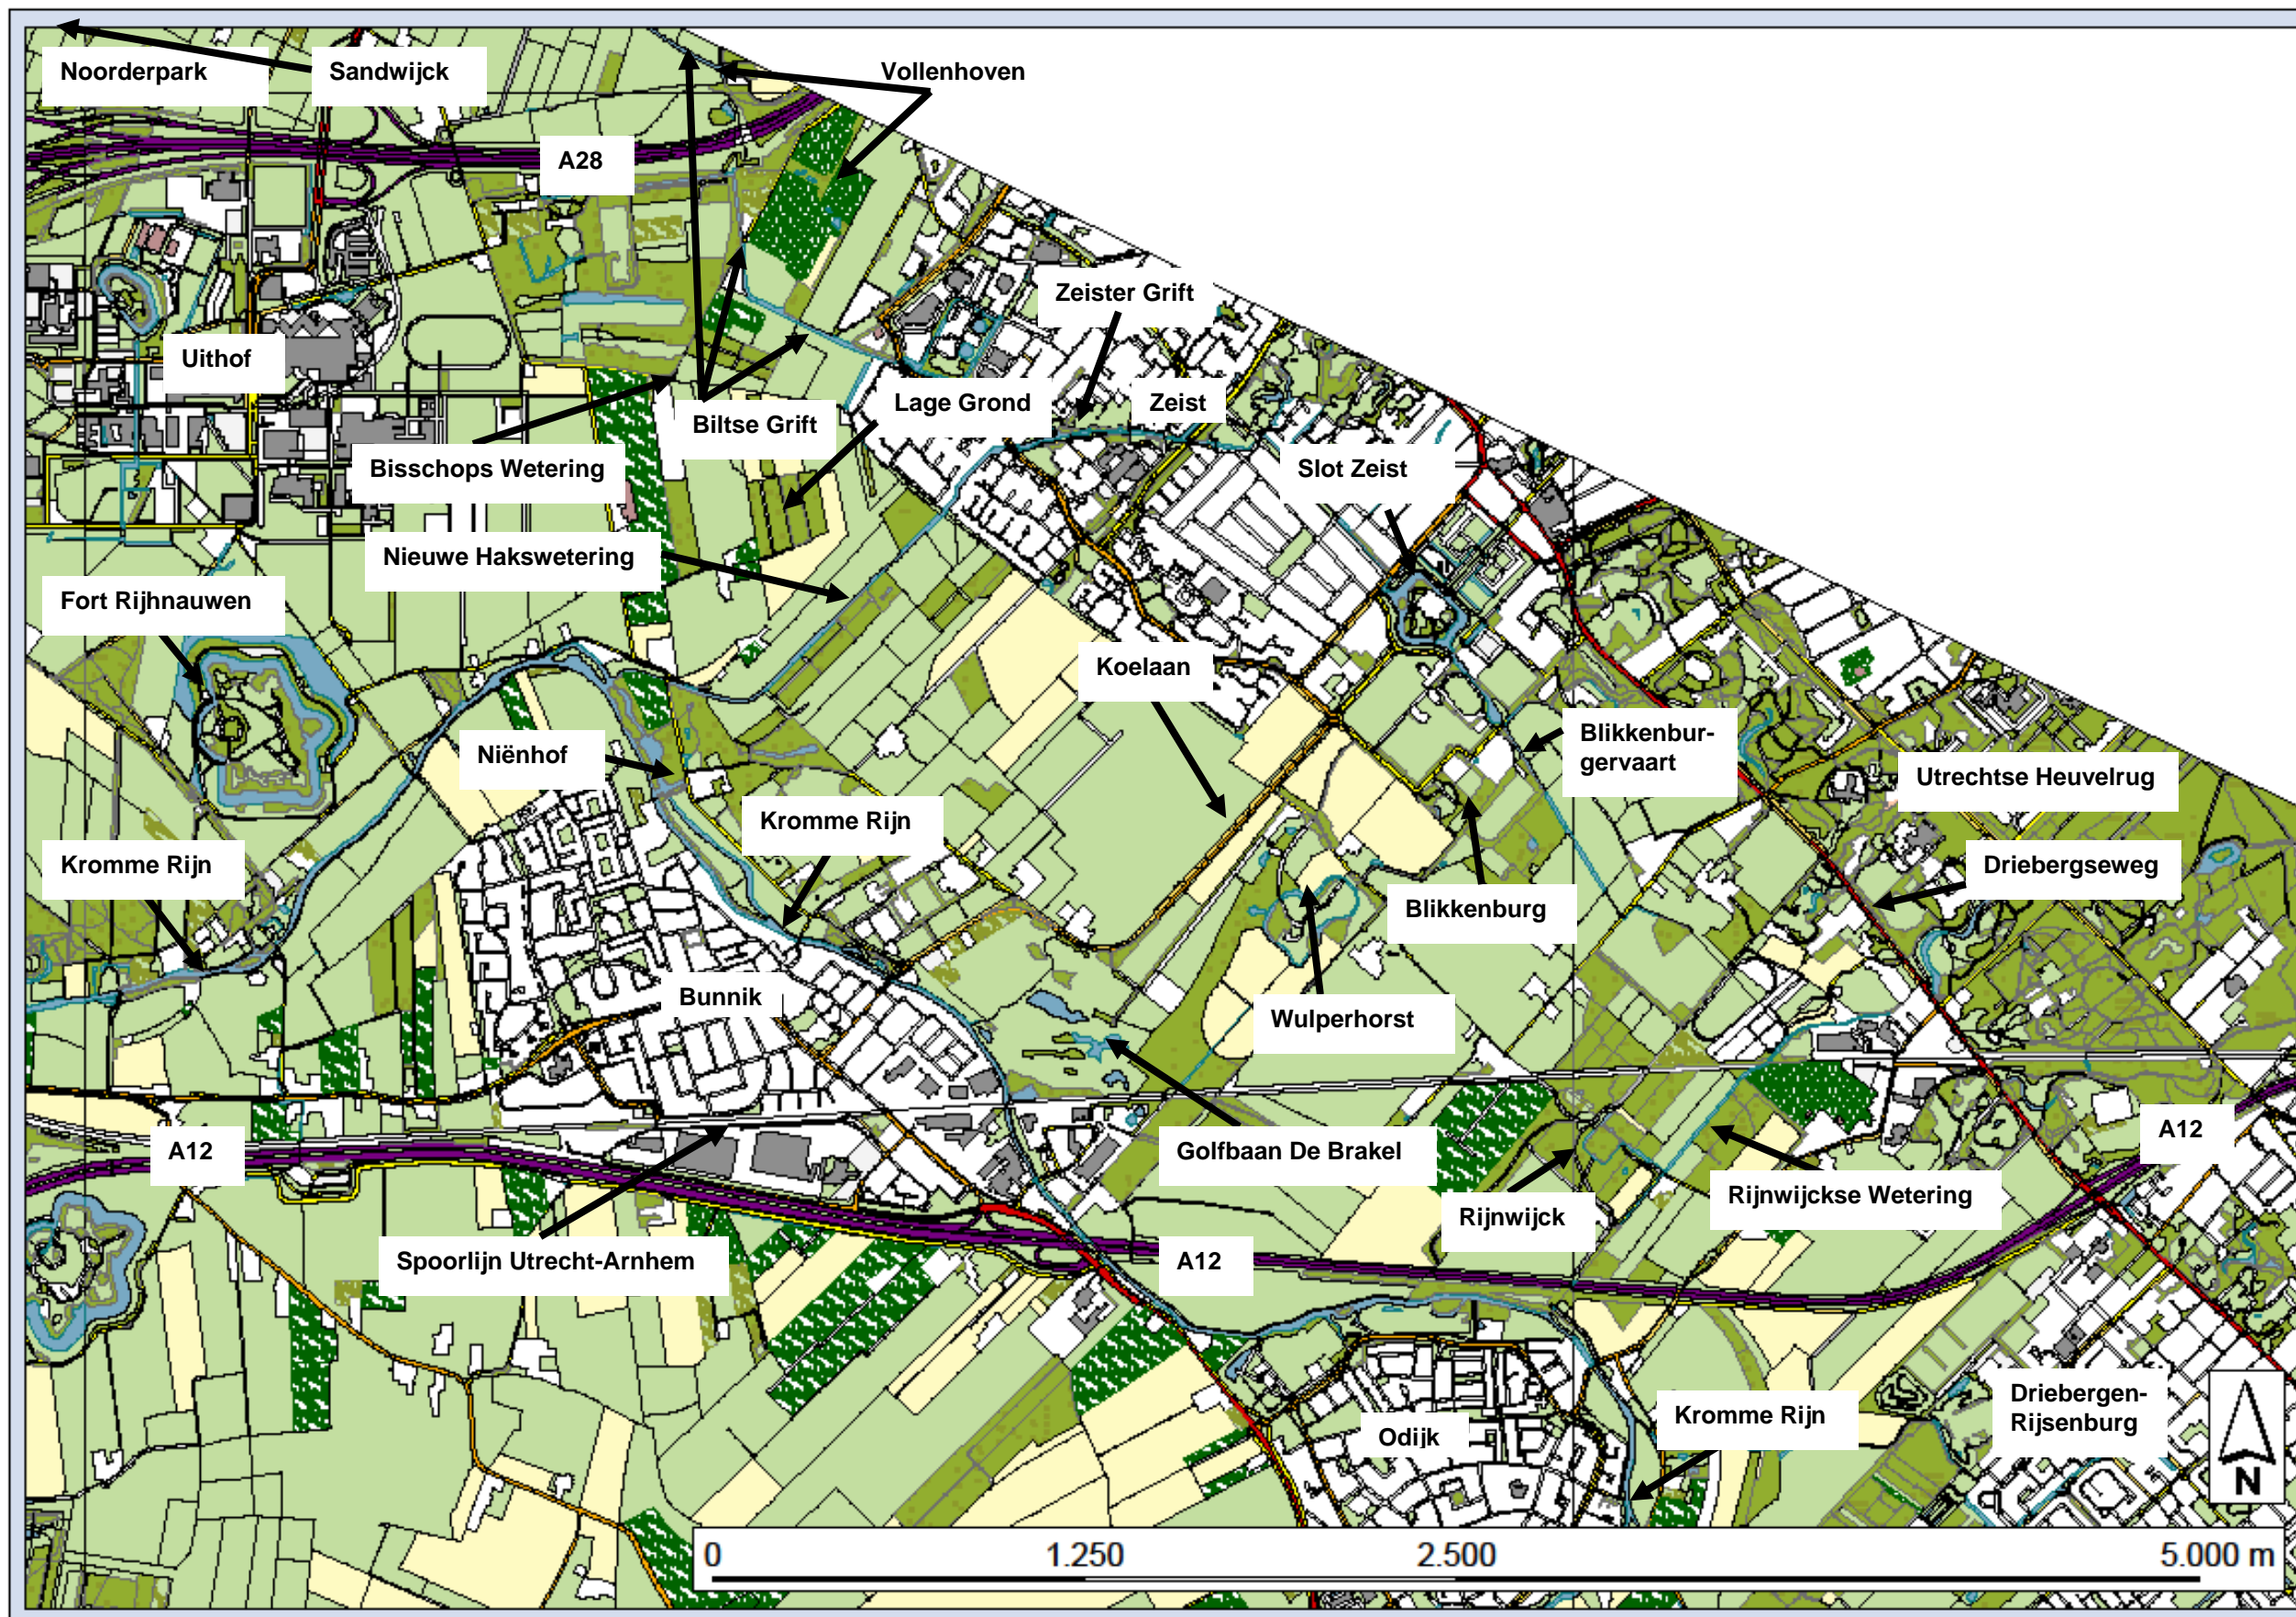 Noorderpark
Sandwijck
Vollenhoven
A28
Zeister Grift
Uithof
Lage Grond
Zeist
Biltse Grift
Bisschops Wetering
Slot Zeist
Nieuwe Hakswetering
Fort Rijhnauwen
Koelaan
Niënhof
Blikkenbur-
gervaart
Utrechtse Heuvelrug
Kromme Rijn
Kromme Rijn
Driebergseweg
Blikkenburg
Bunnik
Wulperhorst
A12
Golfbaan De Brakel
A12
Rijnwijckse Wetering
Rijnwijck
Spoorlijn Utrecht-Arnhem
A12
Driebergen-
Rijsenburg
Kromme Rijn
Odijk
N
0
1.250
2.500
5.000 m